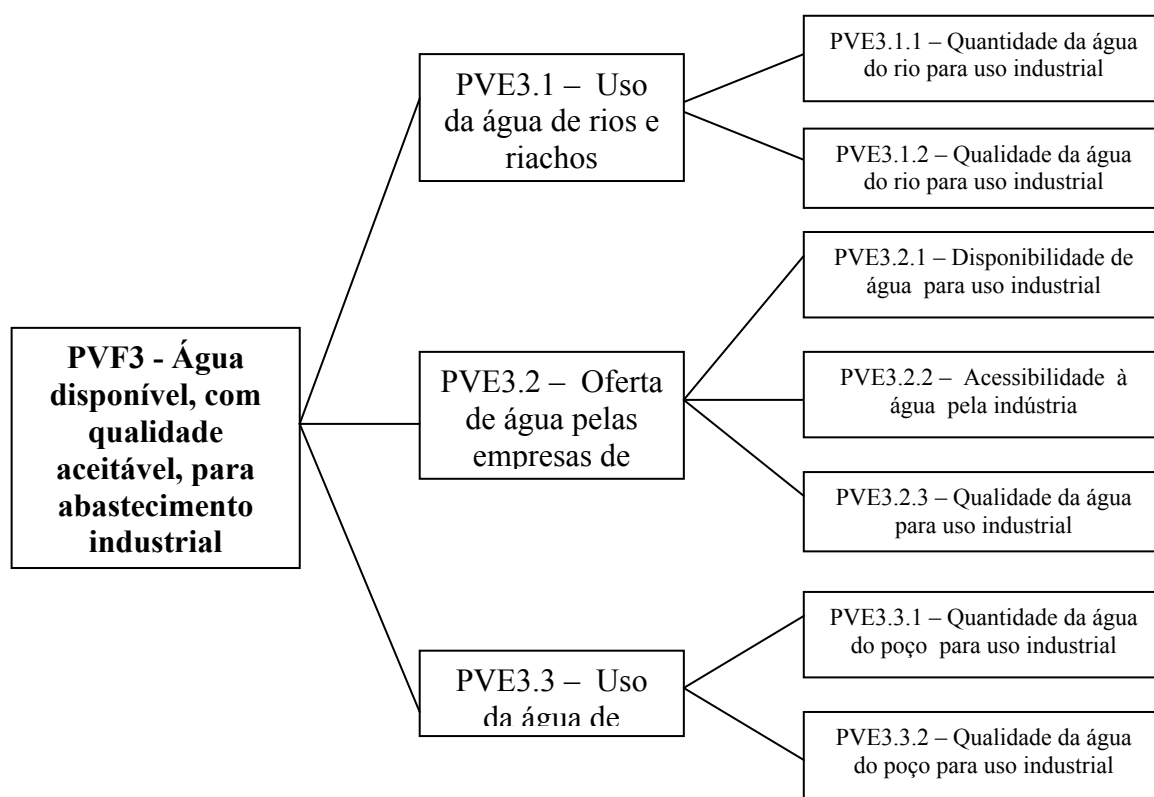 PVF3 - Água
disponível, com
qualidade
aceitável, para
abastecimento
industrial
PVE3.1 – Uso
da água de rios e
riachos
PVE3.1.1 – Quantidade da água
do rio para uso industrial
PVE3.1.2 – Qualidade da água
do rio para uso industrial
PVE3.2 – Oferta
de água pelas
empresas de
PVE3.2.1 – Disponibilidade de
água para uso industrial
PVE3.2.2 – Acessibilidade à
água pela indústria
PVE3.2.3 – Qualidade da água
para uso industrial
PVE3.3 – Uso
da água de
PVE3.3.1 – Quantidade da água
do poço para uso industrial
PVE3.3.2 – Qualidade da água
do poço para uso industrial